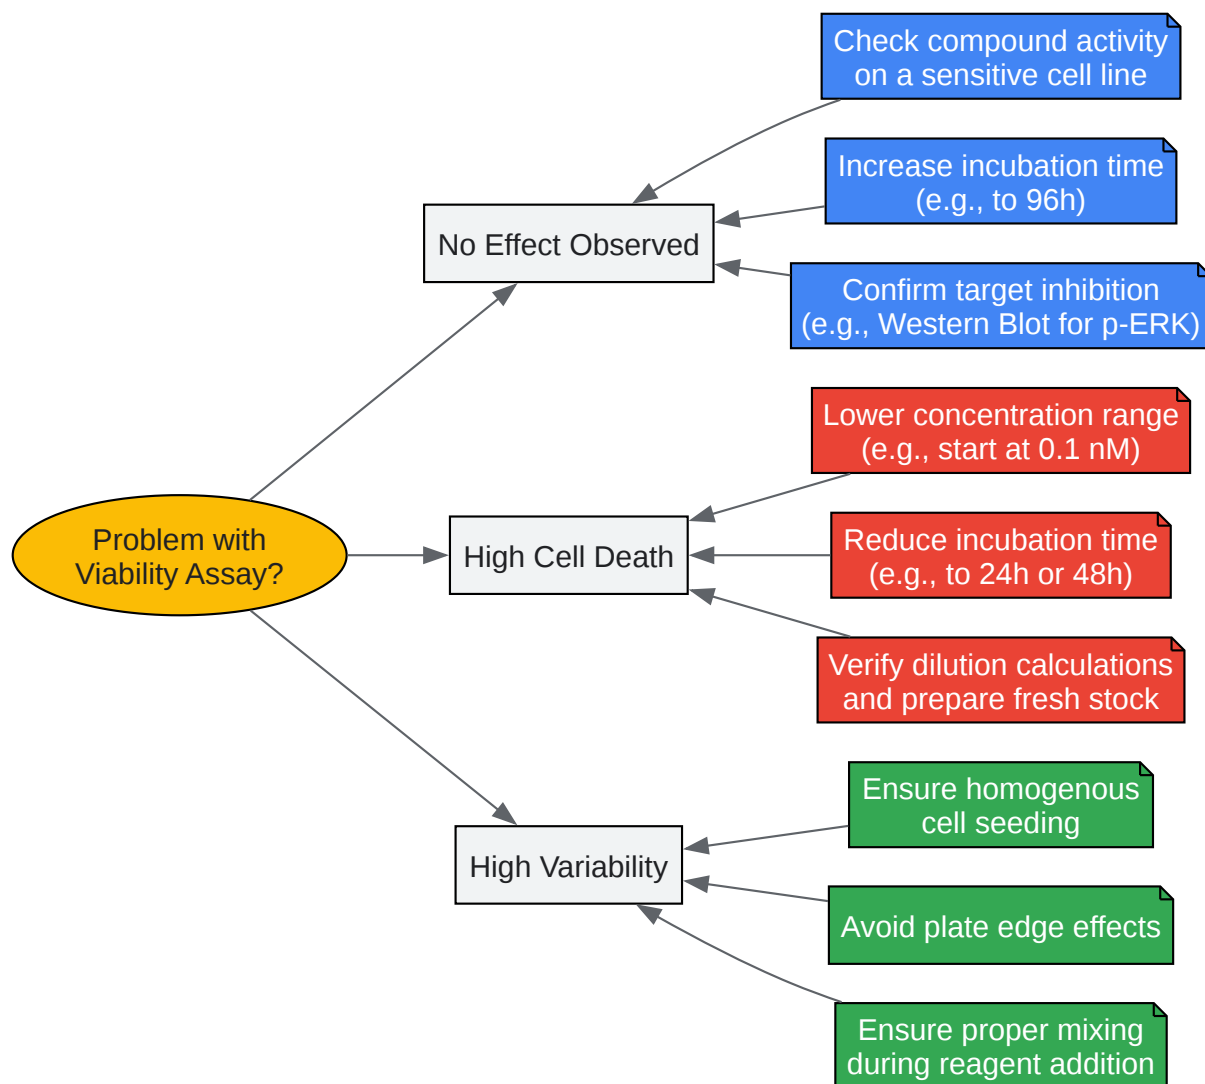 Check compound activity
on a sensitive cell line
Increase incubation time
(e.g., to 96h)
No Effect Observed
Confirm target inhibition
(e.g., Western Blot for p-ERK)
Lower concentration range
(e.g., start at 0.1 nM)
Problem with
Viability Assay?
High Cell Death
Reduce incubation time
(e.g., to 24h or 48h)
Verify dilution calculations
and prepare fresh stock
Ensure homogenous
cell seeding
High Variability
Avoid plate edge effects
Ensure proper mixing
during reagent addition